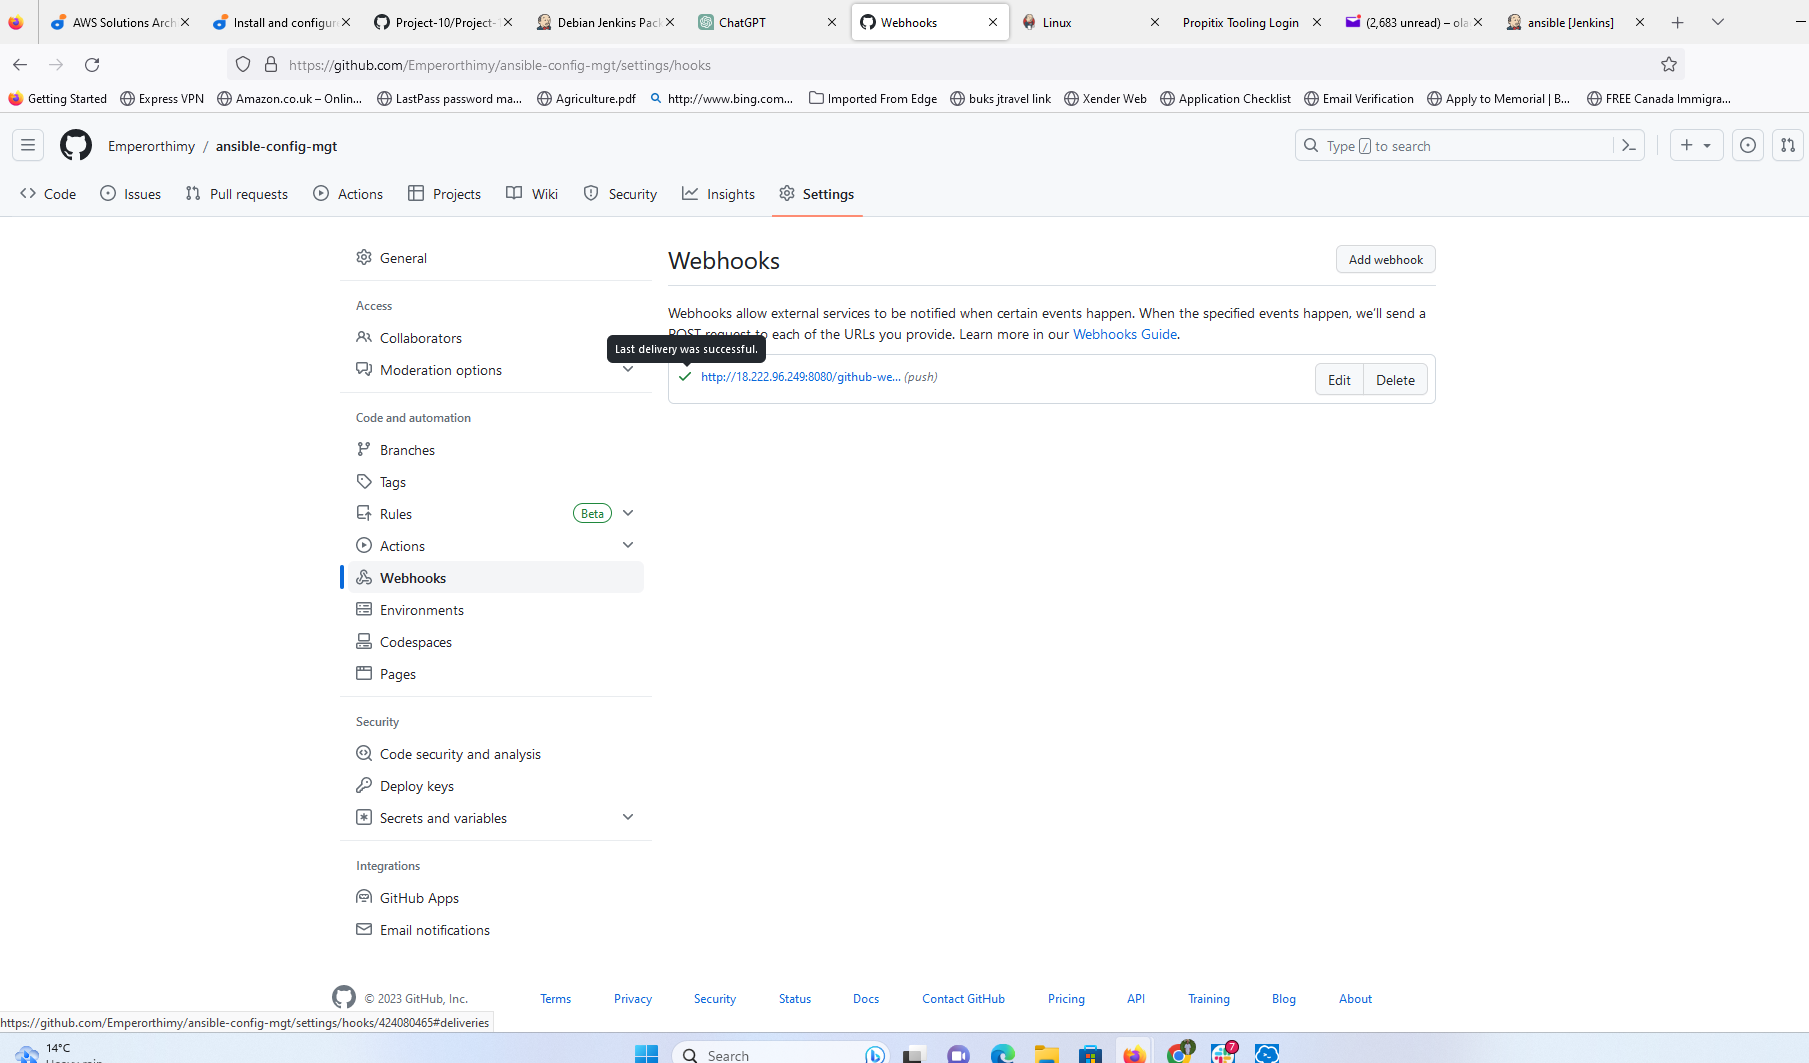 AWS Solutions Arch
Install and configur
Project-10/Project-1
Debian Jenkins Pack
ChatGPT
Webhooks
Linux
Propitix Tooling Login
(2,683 unread) – ola
ansible [Jenkins]
https://github.com/Emperorthimy/ansible-config-mgt/settings/hooks
Getting Started
Express VPN
Amazon.co.uk – Onlin...
LastPass password ma...
Agriculture.pdf
http://www.bing.com...
Imported From Edge
buks jtravel link
Xender Web
Application Checklist
Email Verification
Apply to Memorial | B...
FREE Canada Immigra...
Emperorthimy / ansible-config-mgt
Type / to search
Code
Issues
Pull requests
Actions
Projects
Wiki
Security
Insights
Settings
General
Access
Collaborators
Moderation options
Code and automation
Branches
Tags
Rules
Beta
Actions
Webhooks
Environments
Codespaces
Pages
Security
Code security and analysis
Deploy keys
Secrets and variables
Integrations
GitHub Apps
Email notifications
Webhooks
Add webhook
Webhooks allow external services to be notified when certain events happen. When the specified events happen, we'll send a
POST request to each of the URLs you provide. Learn more in our Webhooks Guide.
Last delivery was successful.
http://18.222.96.249:8080/github-we... (push)
Edit
Delete
© 2023 GitHub, Inc.
Terms
Privacy
Security
Status
Docs
Contact GitHub
Pricing
API
Training
Blog
About
https://github.com/Emperorthimy/ansible-config-mgt/settings/hooks/424080465#deliveries
14°C
Heavy rain
Search
7